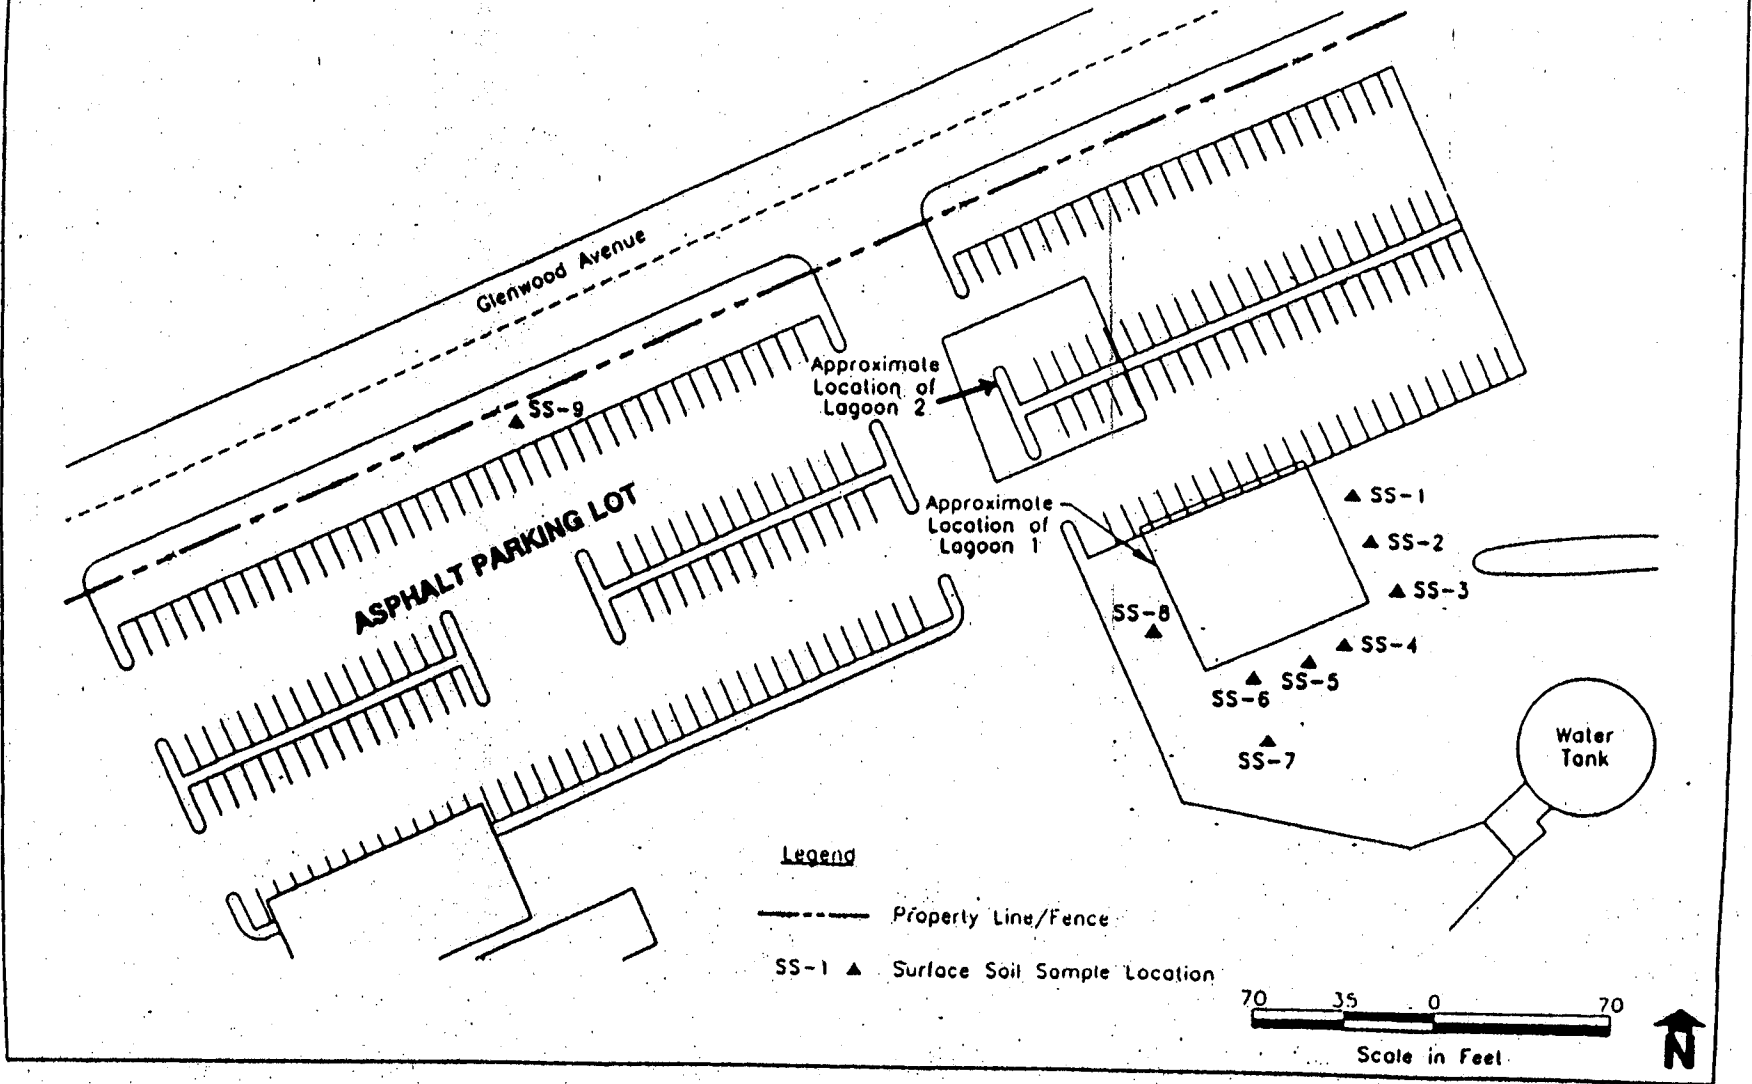 Glenwood Avenue
SS-9
Approximate
Location of
Lagoon 2
ASPHALT PARKING LOT
Approximate
Location of
Lagoon 1
SS-1
SS-2
SS-3
SS-8
SS-4
SS-5
SS-6
SS-7
Water
Tank
Legend
Property Line/Fence
SS-1 ▲ Surface Soil Sample Location
70 35 0 70
Scale in Feet
N